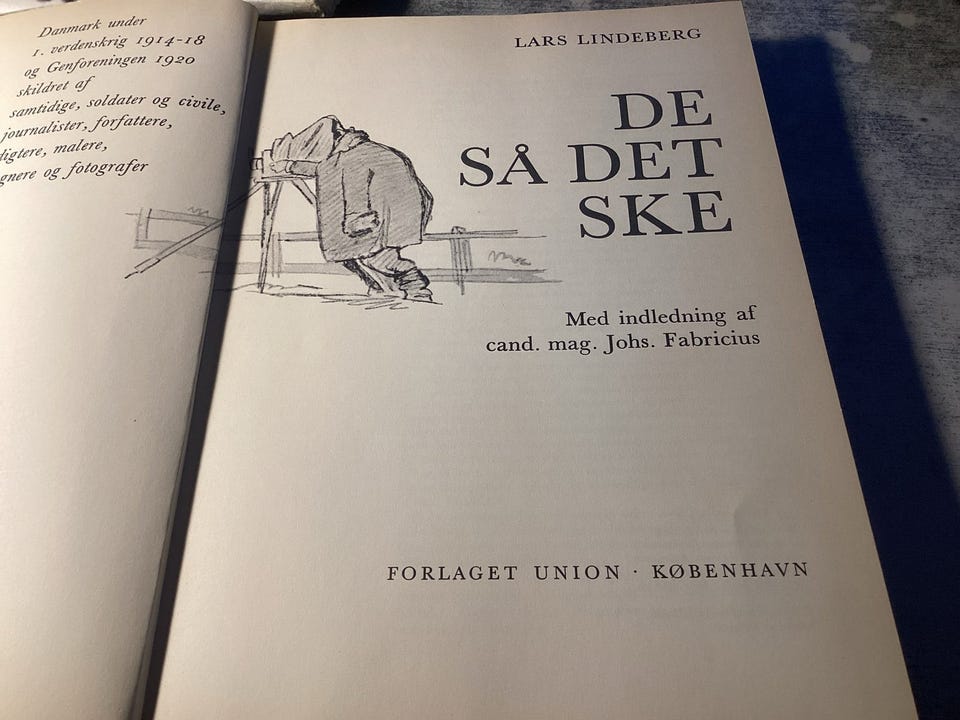 Danmark under
1. verdenskrig 1914-18
og Genforeningen 1920
skildret af
samtidige, soldater og civile,
journalister, forfattere,
digtere, malere,
og fotografer
LARS LINDEBERG
DE
SÅ DET
SKE
Med indledning af
cand. mag. Johs. Fabricius
FORLAGET UNION · KØBENHAVN